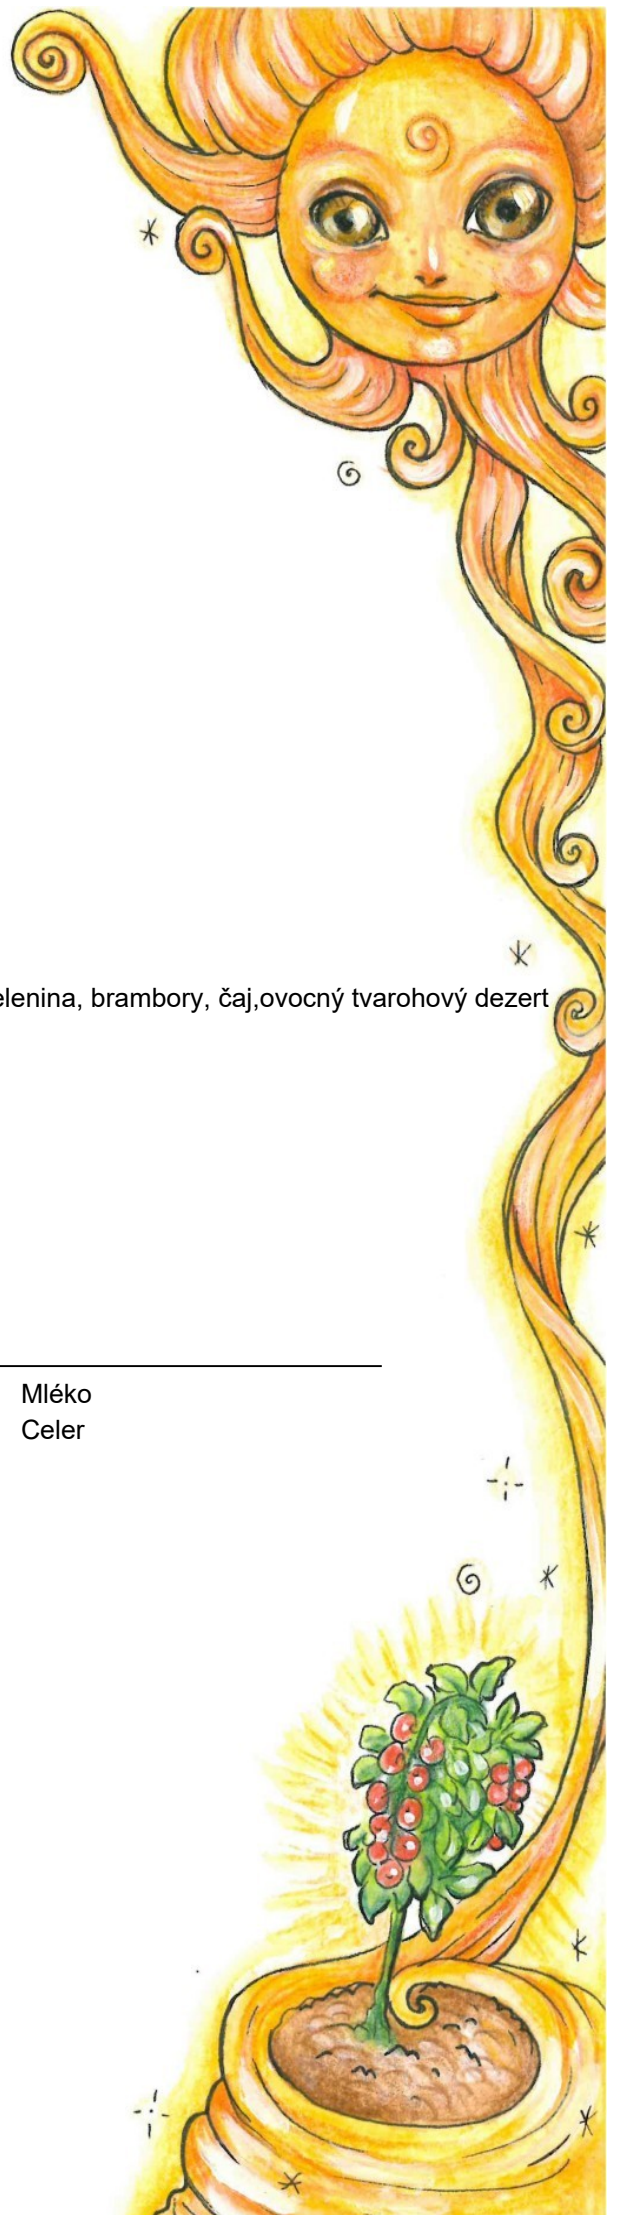 elenina, brambory, čaj,ovocný tvarohový dezert
Mléko
Celer